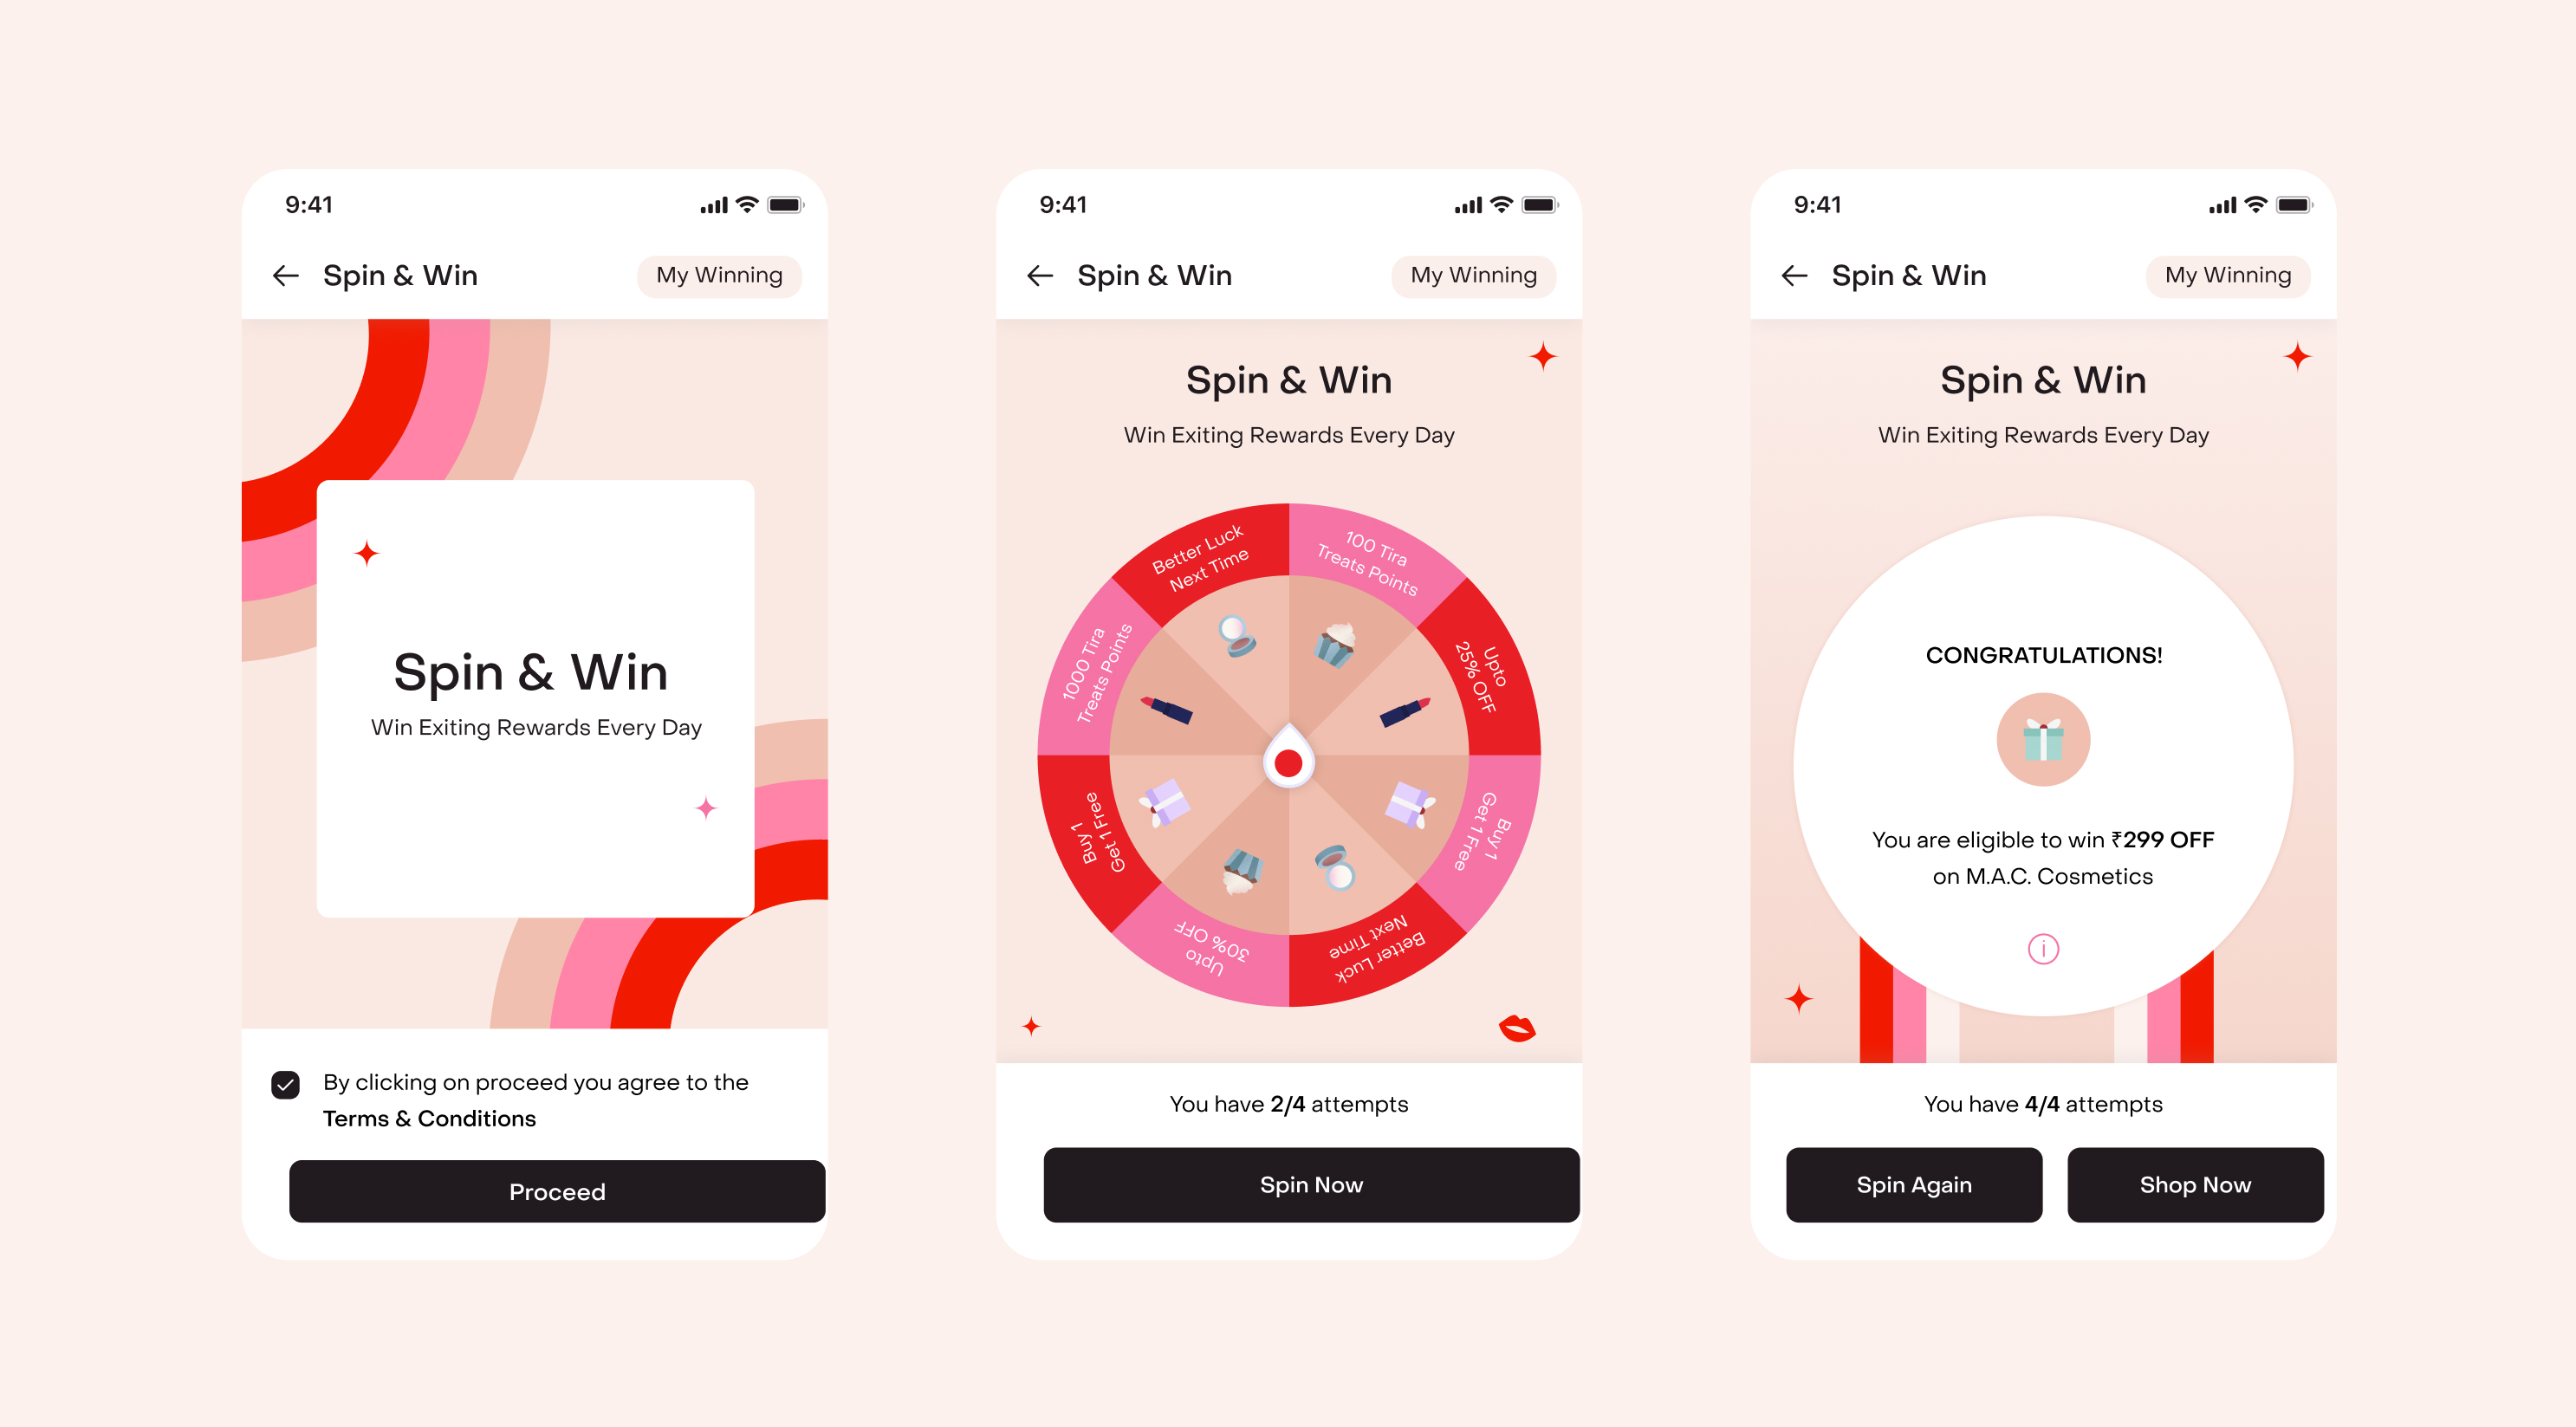 9:41
Spin & Win
My Winning
Spin & Win
Win Exiting Rewards Every Day
By clicking on proceed you agree to the
Terms & Conditions
Proceed
9:41
Spin & Win
My Winning
Spin & Win
Win Exiting Rewards Every Day
Better Luck
Next Time
100 Tira
Treats Points
Upto
25% OFF
Buy 1
Get 1 Free
Better Luck
Next Time
Upto
30% OFF
Buy 1
Get 1 Free
1000 Tira
Treats Points
You have 2/4 attempts
Spin Now
9:41
Spin & Win
My Winning
Spin & Win
Win Exiting Rewards Every Day
CONGRATULATIONS!
You are eligible to win ₹299 OFF
on M.A.C. Cosmetics
You have 4/4 attempts
Spin Again
Shop Now